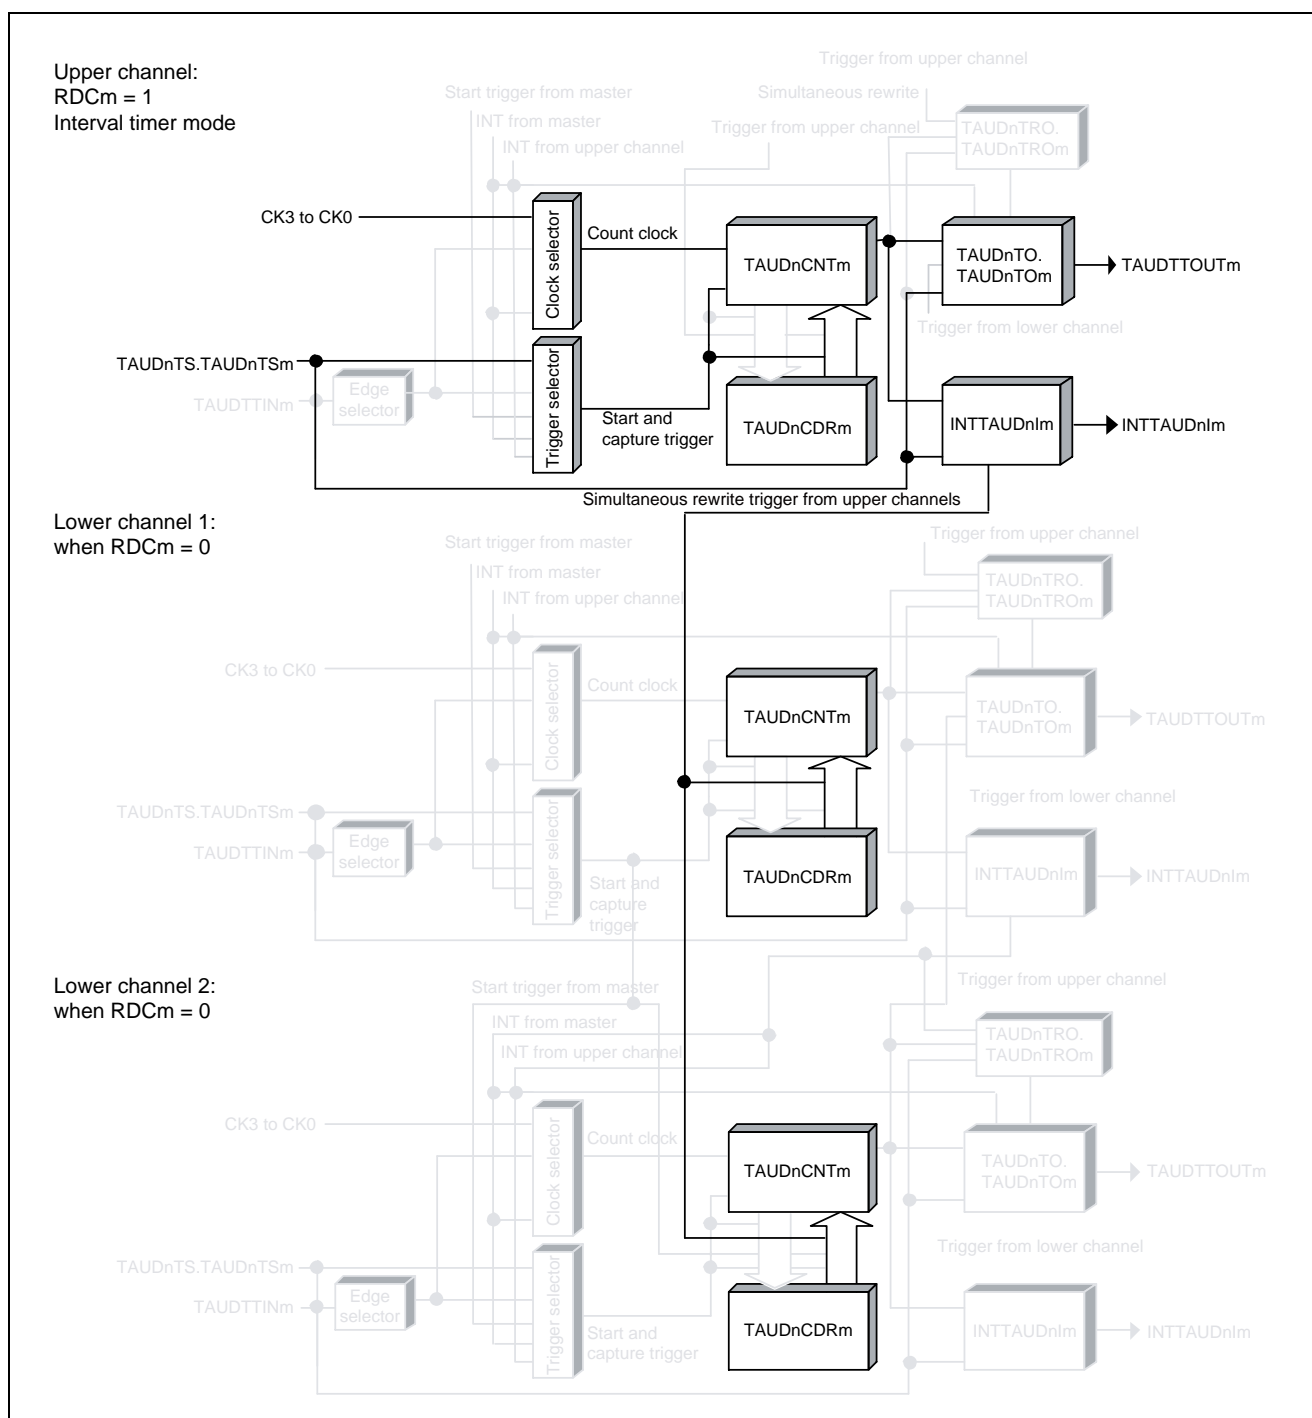 Upper channel:
RDCm = 1
Interval timer mode
Trigger from upper channel
Simultaneous rewrite
Start trigger from master
INT from master
Trigger from upper channel
INT from upper channel
TAUDnTRO.
TAUDnTROm
CK3 to CK0
Clock selector
Count clock
TAUDnCNTm
TAUDnTO.
TAUDnTOm
TAUDTTOUTm
Trigger from lower channel
TAUDnTS.TAUDnTSm
TAUDTTINm
Edge
selector
Trigger selector
Start and
capture trigger
TAUDnCDRm
INTTAUDnIm
INTTAUDnIm
Simultaneous rewrite trigger from upper channels
Lower channel 1:
when RDCm = 0
Start trigger from master
INT from master
INT from upper channel
Trigger from upper channel
TAUDnTRO.
TAUDnTROm
CK3 to CK0
Clock selector
Count clock
TAUDnCNTm
TAUDnTO.
TAUDnTOm
TAUDTTOUTm
Trigger from lower channel
TAUDnTS.TAUDnTSm
TAUDTTINm
Edge
selector
Trigger selector
Start and
capture
trigger
TAUDnCDRm
INTTAUDnIm
INTTAUDnIm
Lower channel 2:
when RDCm = 0
Start trigger from master
INT from master
INT from upper channel
Trigger from upper channel
TAUDnTRO.
TAUDnTROm
CK3 to CK0
Clock selector
Count clock
TAUDnCNTm
TAUDnTO.
TAUDnTOm
TAUDTTOUTm
Trigger from lower channel
TAUDnTS.TAUDnTSm
TAUDTTINm
Edge
selector
Trigger selector
Start and
capture trigger
TAUDnCDRm
INTTAUDnIm
INTTAUDnIm